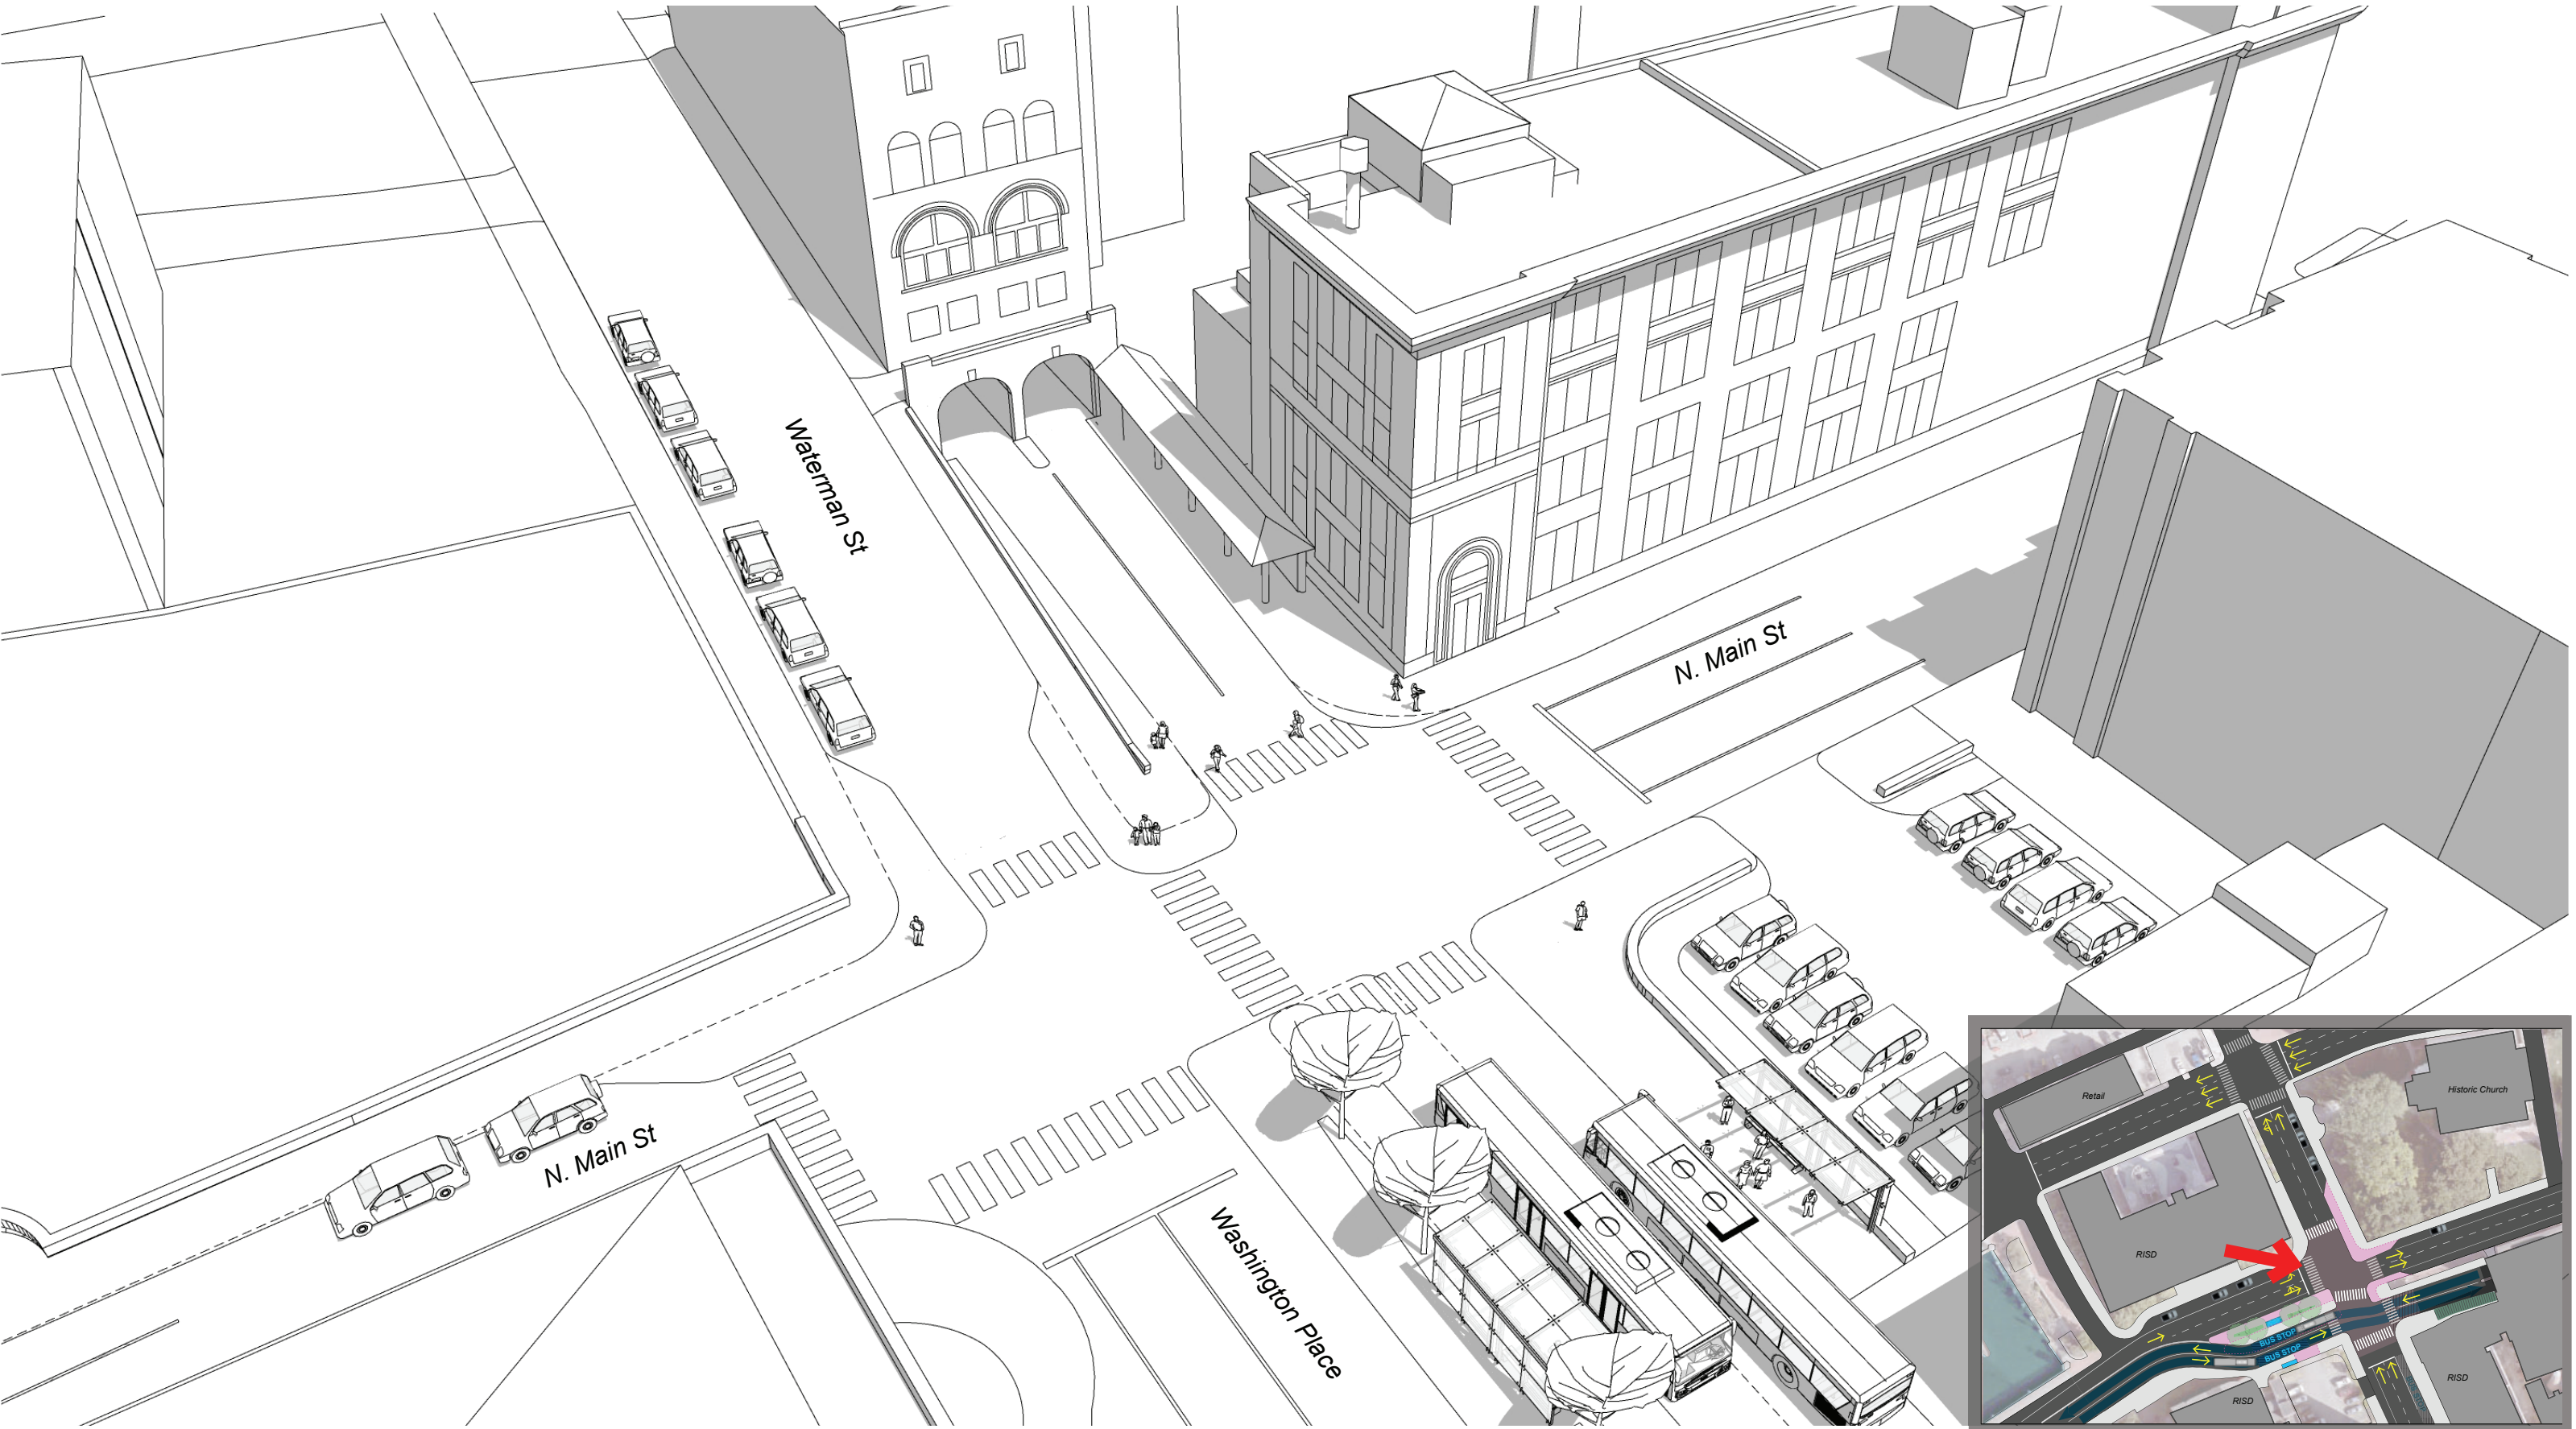 Waterman St
N. Main St
N. Main St
Washington Place
Retail
Historic Church
RISD
BUS STOP
BUS STOP
RISD
RISD